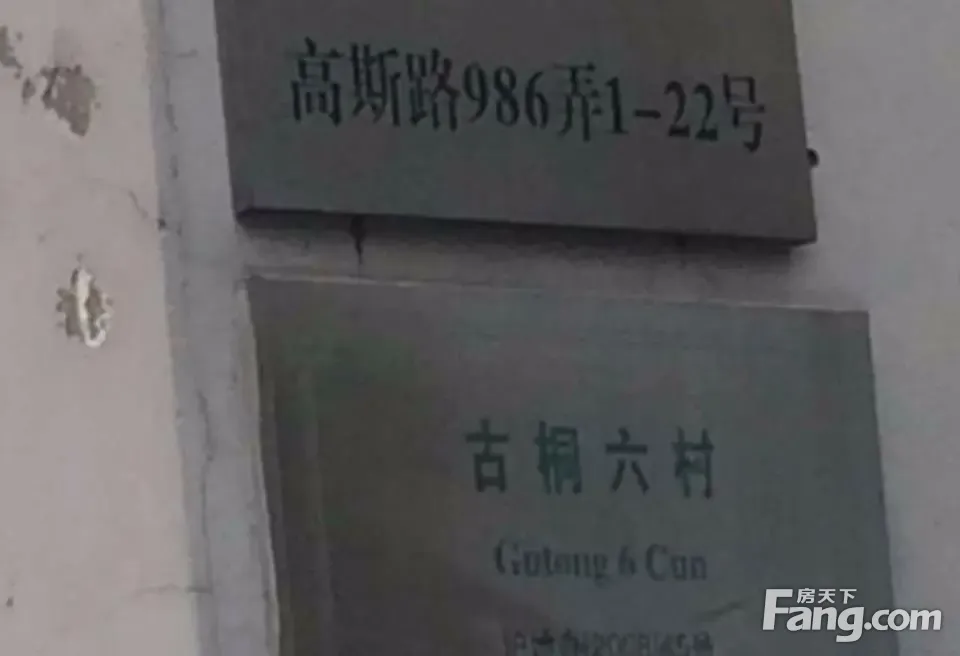 高斯路986弄1-22号
古桐六村
Gutong 6 Cun
房天下
Fang.com